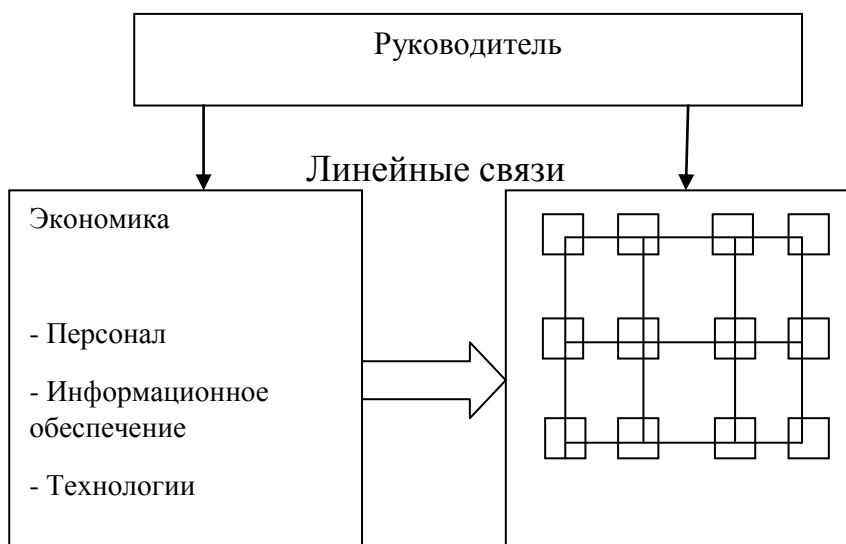 Руководитель
Линейные связи
Экономика
- Персонал
- Информационное
обеспечение
- Технологии